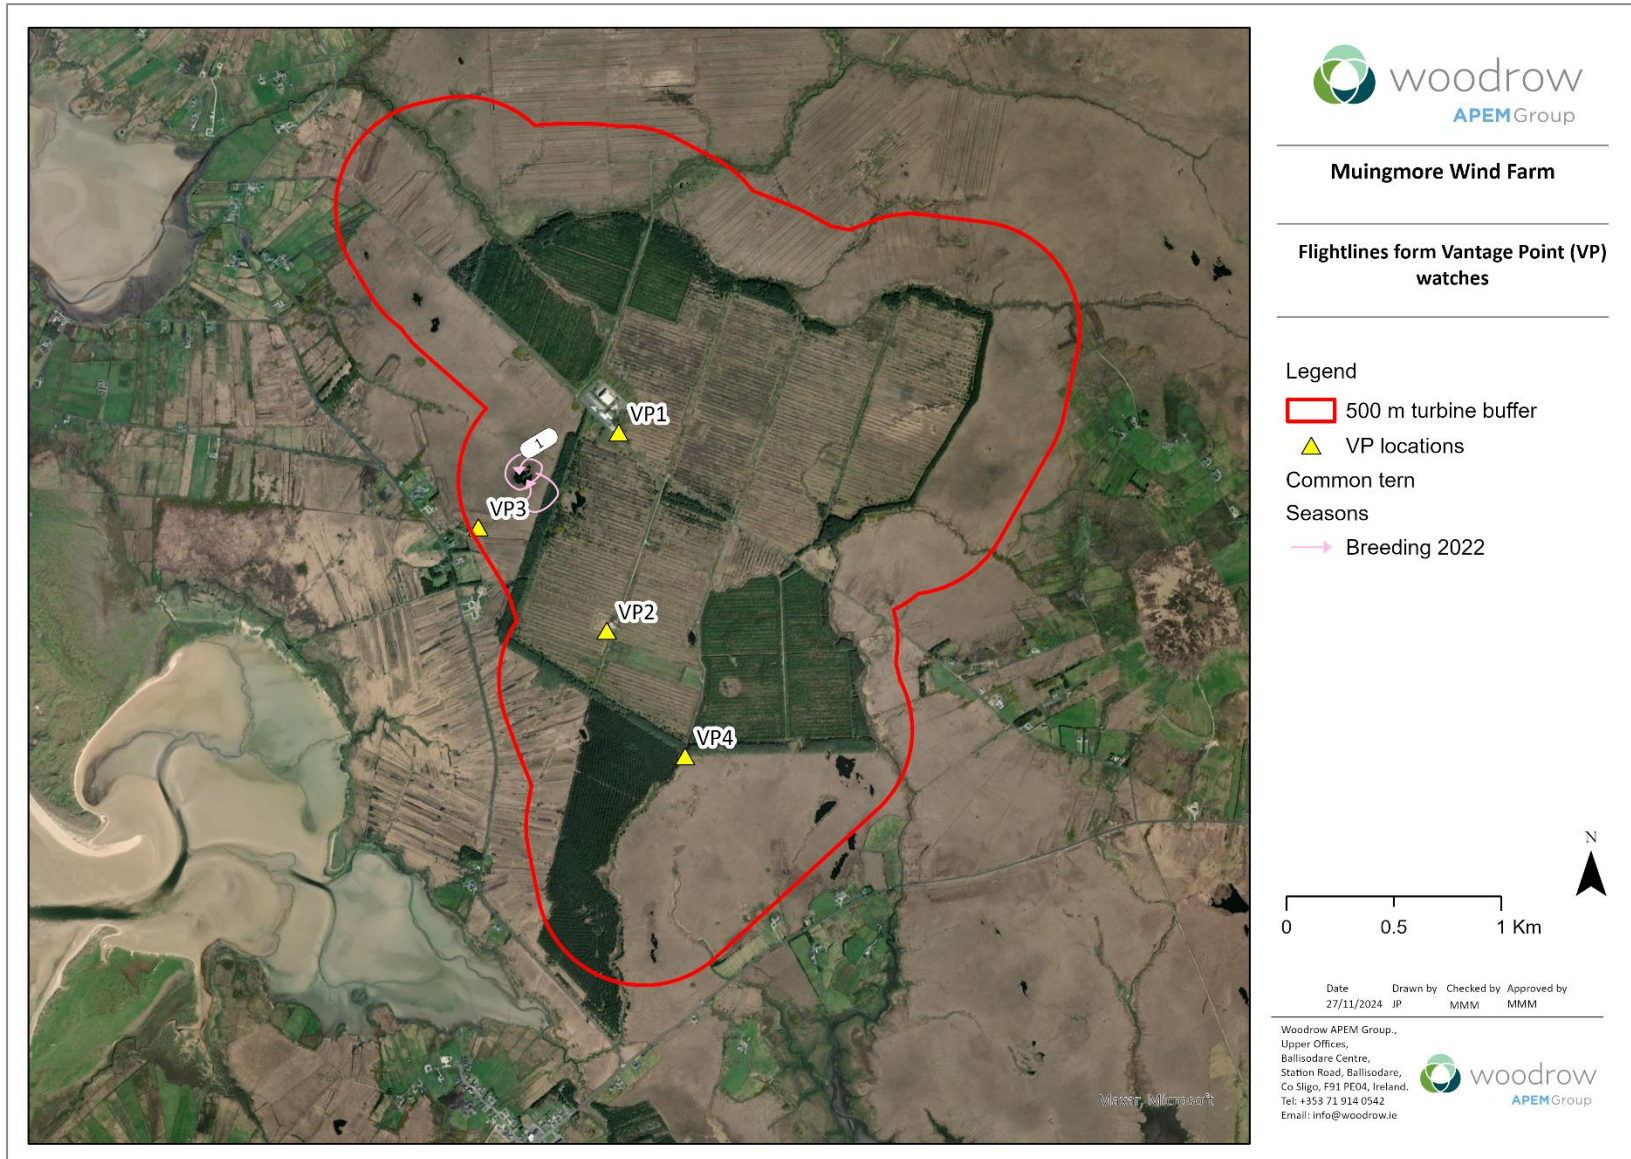 woodrow
APEM Group
Muingmore Wind Farm
Flightlines form Vantage Point (VP)
watches
Legend
500 m turbine buffer
VP locations
Common tern
Seasons
Breeding 2022
VP1
1
VP3
VP2
VP4
N
0 0.5 1 Km
Date Drawn by Checked by Approved by
27/11/2024 JP MMM MMM
Woodrow APEM Group.,
Upper Offices,
Ballisodare Centre,
Station Road, Ballisodare,
Co Sligo, F91 PE04, Ireland.
Tel: +353 71 914 0542
Email: info@woodrow.ie
woodrow
APEM Group
Maxar, Microsoft